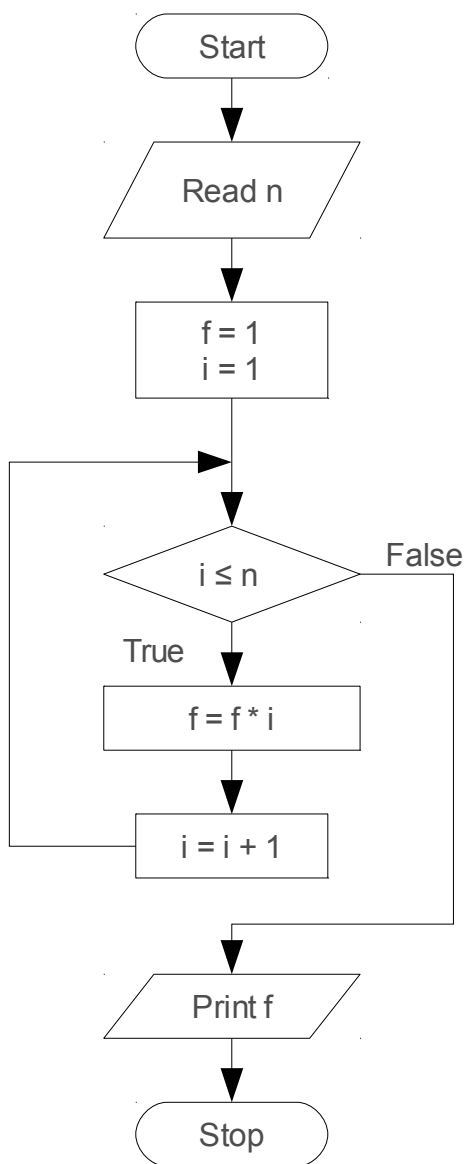 Start
Read n
f = 1
i = 1
i ≤ n
False
True
f = f * i
i = i + 1
Print f
Stop